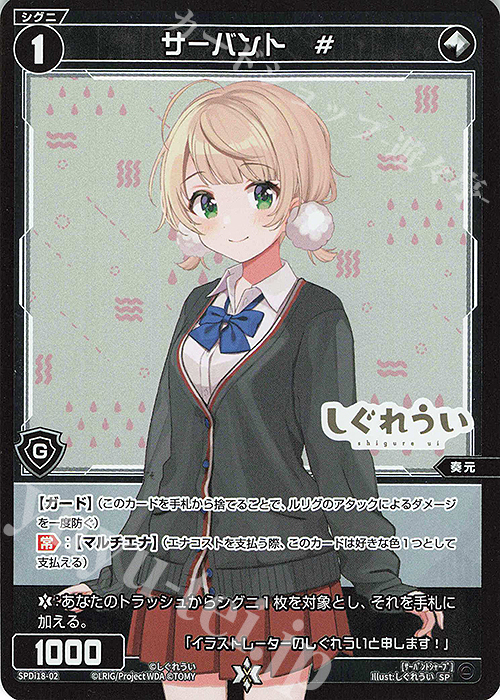 シグニ
1
サーバント　#
しぐれうい
shigure ui
G
奏元
【ガード】(このカードを手札から捨てることで、ルリグのアタックによるダメージ
を一度防ぐ)
常:【マルチエナ】(エナコストを支払う際、このカードは好きな色1つとして
支払える)
:あなたのトラッシュからシグニ1枚を対象とし、それを手札に
加える。
「イラストレーターのしぐれういと申します！」
1000
SPDi18-02
©しぐれうい
©LRIG/Project WDA ©TOMY
[サーバントシャープ]
Illust:しぐれうい SP
yuyu-tei.jp